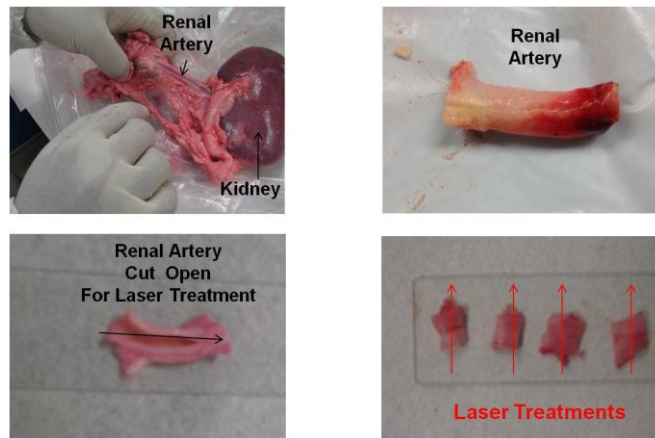 Renal
Artery
Kidney
Renal
Artery
Renal Artery
Cut Open
For Laser Treatment
Laser Treatments